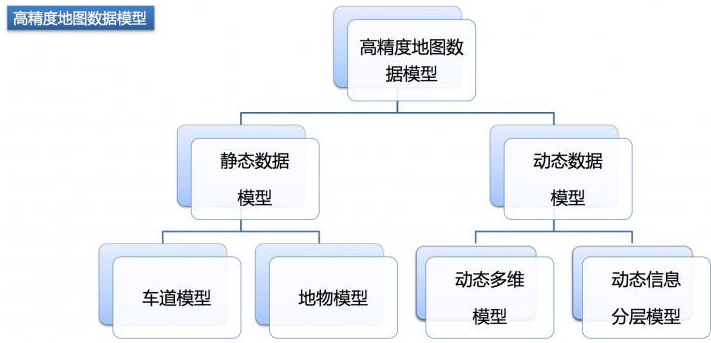 高精度地图数据模型
高精度地图数
据模型
静态数据
模型
动态数据
模型
车道模型
地物模型
动态多维
模型
动态信息
分层模型